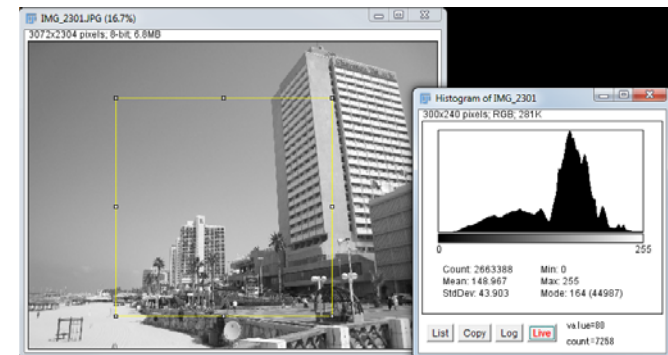 IMG_2301.JPG (16.7%)
3072x2304 pixels; 8-bit; 6.8MB
Histogram of IMG_2301
300x240 pixels; RGB; 281K
0 255
Count: 2663388 Min: 0
Mean: 148.967 Max: 255
StdDev: 43.903 Mode: 164 (44987)
List Copy Log Live value=88
count=7258